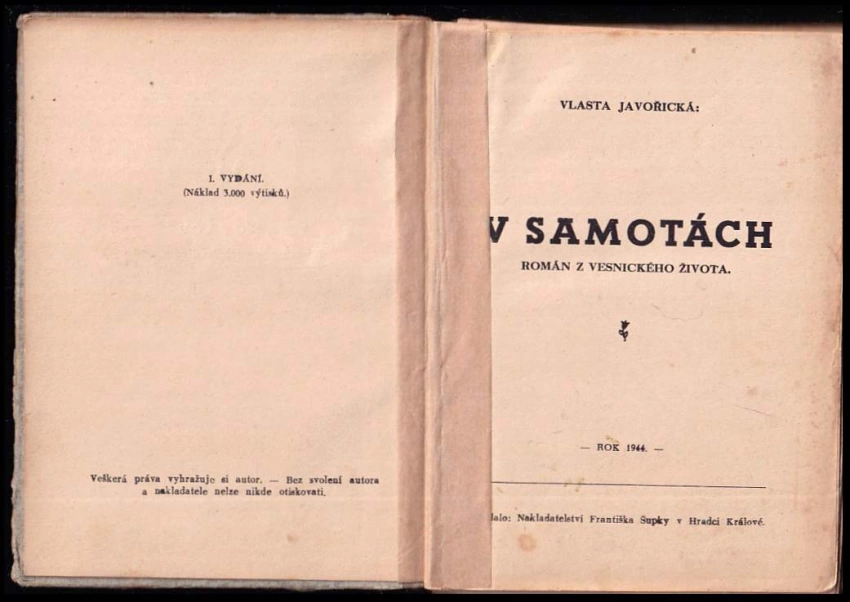 1. VYDÁNÍ.
(Náklad 3.000 výtisků.)
Veškerá práva vyhražuje si autor. — Bez svolení autora
a nakladatele nelze nikde otiskovati.
VLASTA JAVOŘICKÁ:
V SAMOTÁCH
ROMÁN Z VESNICKÉHO ŽIVOTA.
— ROK 1944. —
Nakladatelství Františka Šupky v Hradci Králové.